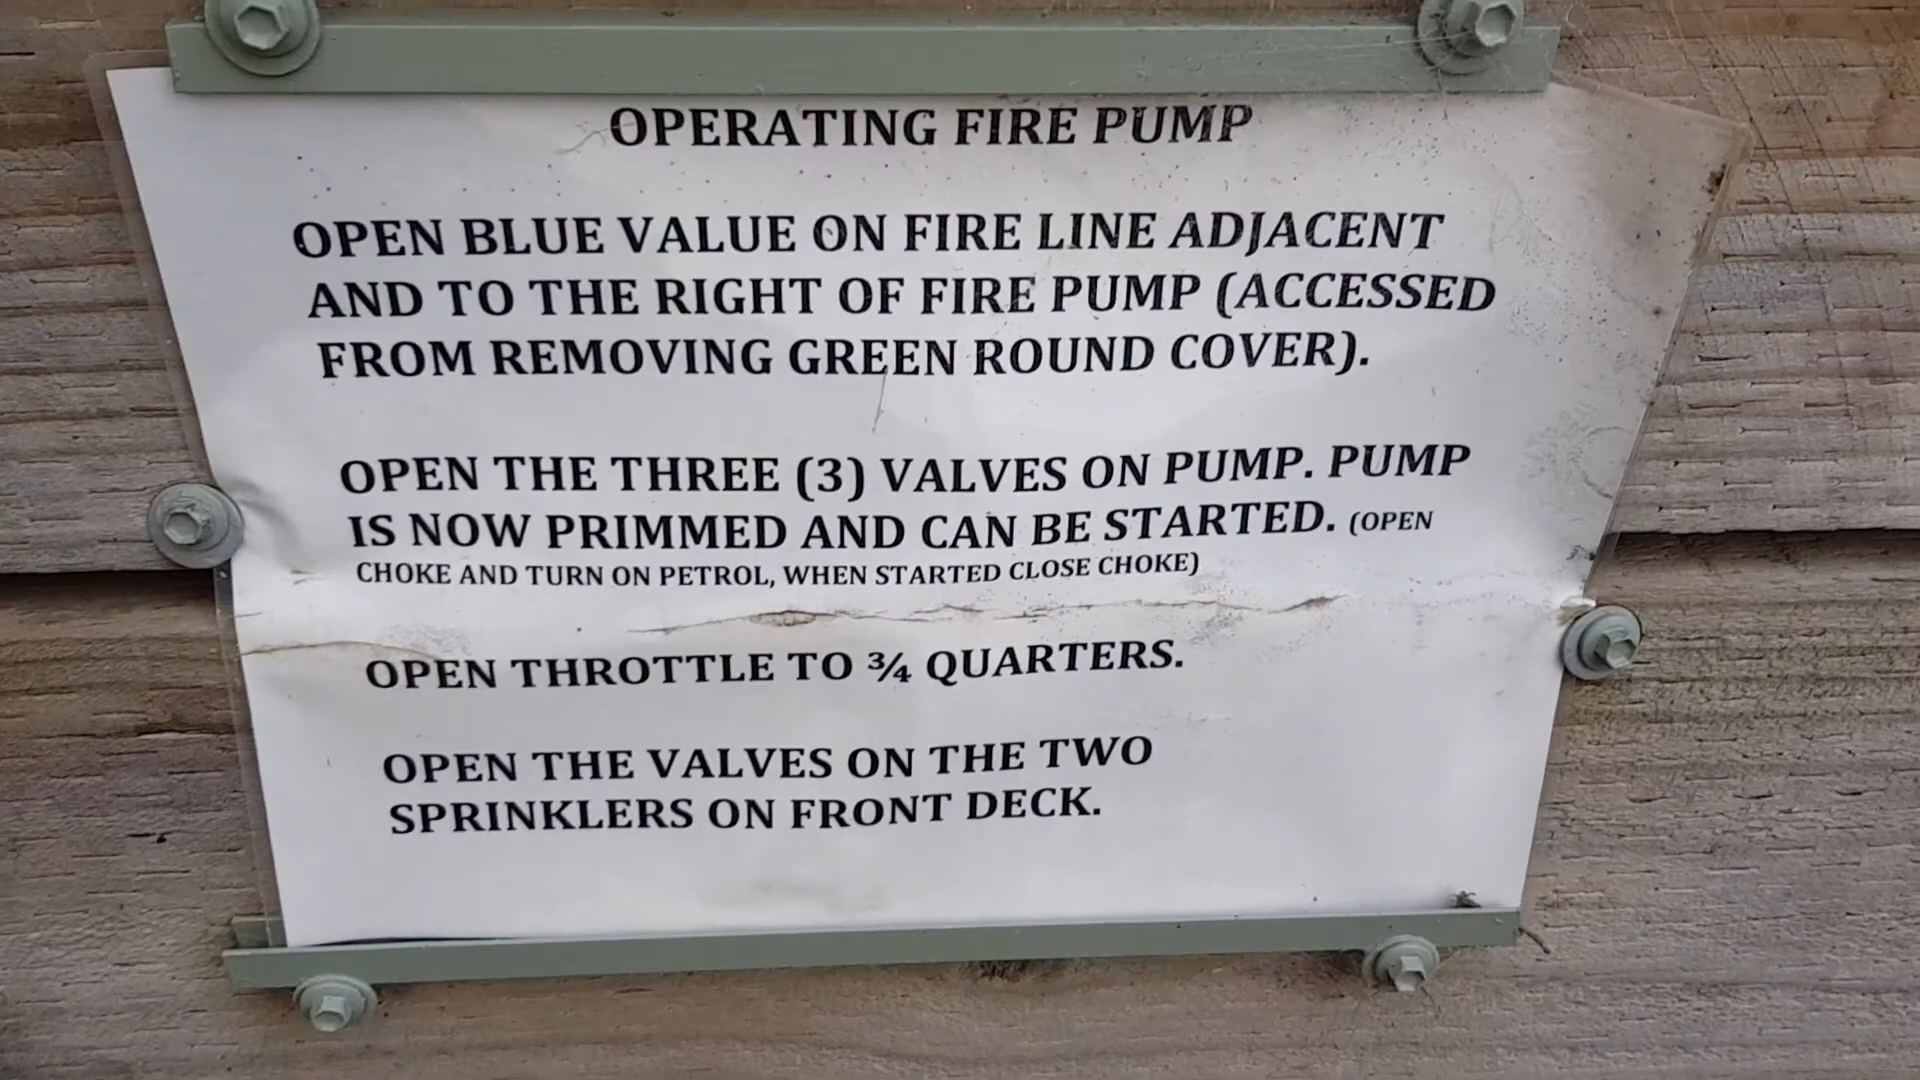 OPERATING FIRE PUMP
OPEN BLUE VALUE ON FIRE LINE ADJACENT
AND TO THE RIGHT OF FIRE PUMP (ACCESSED
FROM REMOVING GREEN ROUND COVER).
OPEN THE THREE (3) VALVES ON PUMP. PUMP
IS NOW PRIMMED AND CAN BE STARTED. (OPEN
CHOKE AND TURN ON PETROL, WHEN STARTED CLOSE CHOKE)
OPEN THROTTLE TO ¾ QUARTERS.
OPEN THE VALVES ON THE TWO
SPRINKLERS ON FRONT DECK.